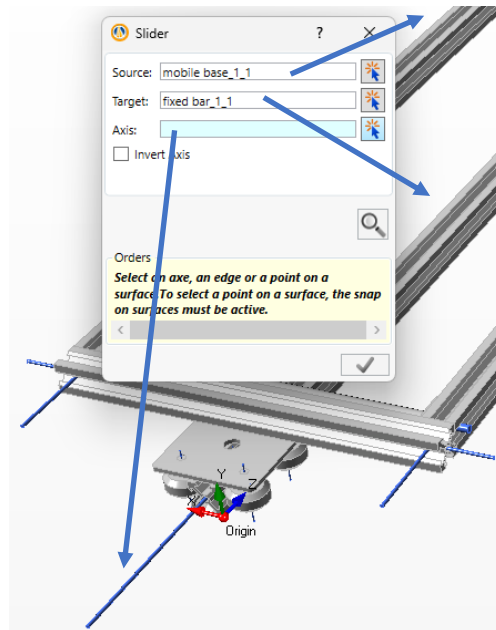 Slider ?
Source: mobile base_1_1
Target: fixed bar_1_1
Axis:
Invert Axis
Orders
Select an axe, an edge or a point on a
surface.To select a point on a surface, the snap
on surfaces must be active.
Y
Z
X
Origin